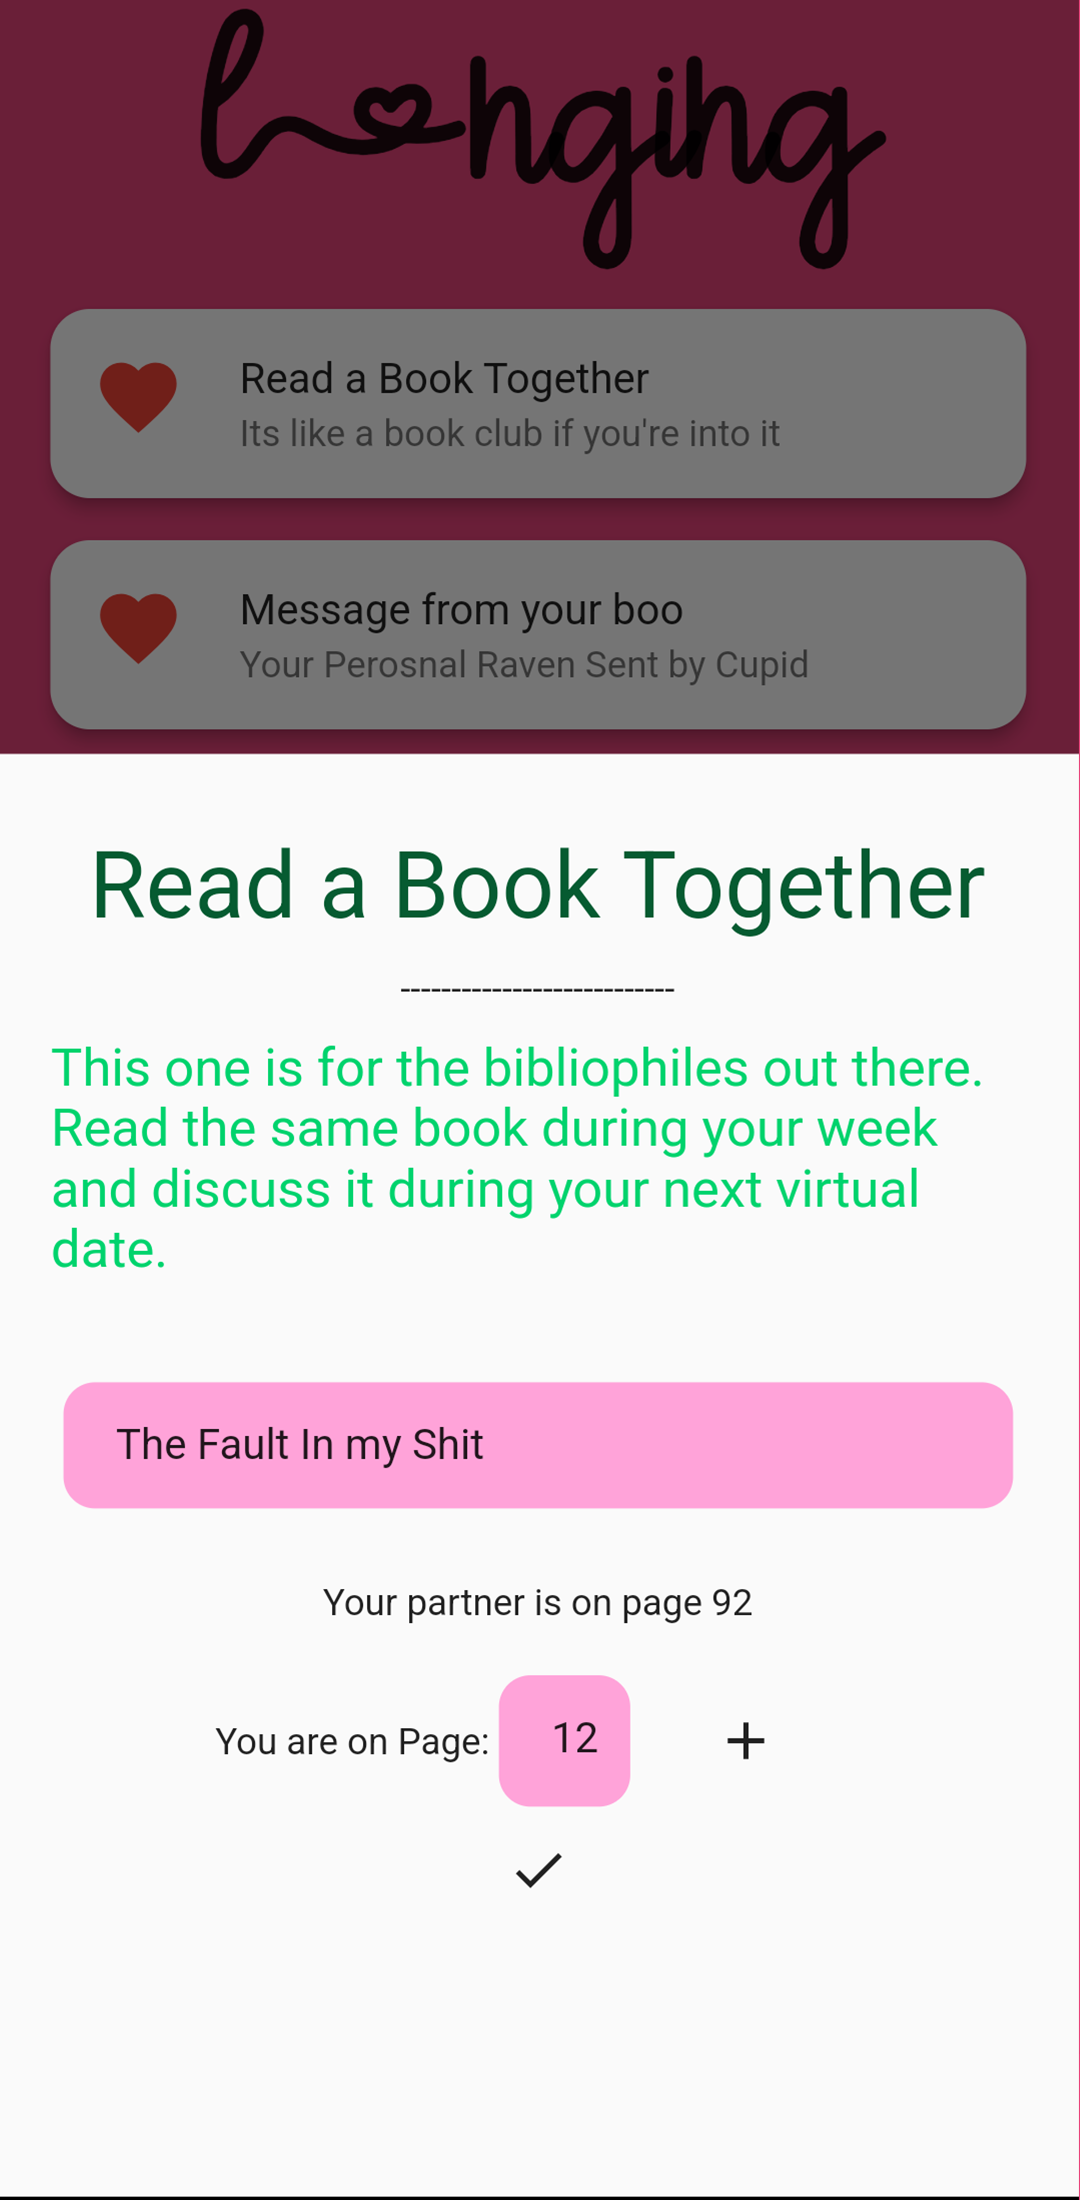 longing
Read a Book Together
Its like a book club if you're into it
Message from your boo
Your Perosnal Raven Sent by Cupid
Read a Book Together
---------------------------
This one is for the bibliophiles out there.
Read the same book during your week
and discuss it during your next virtual
date.
The Fault In my Shit
Your partner is on page 92
You are on Page: 12 +